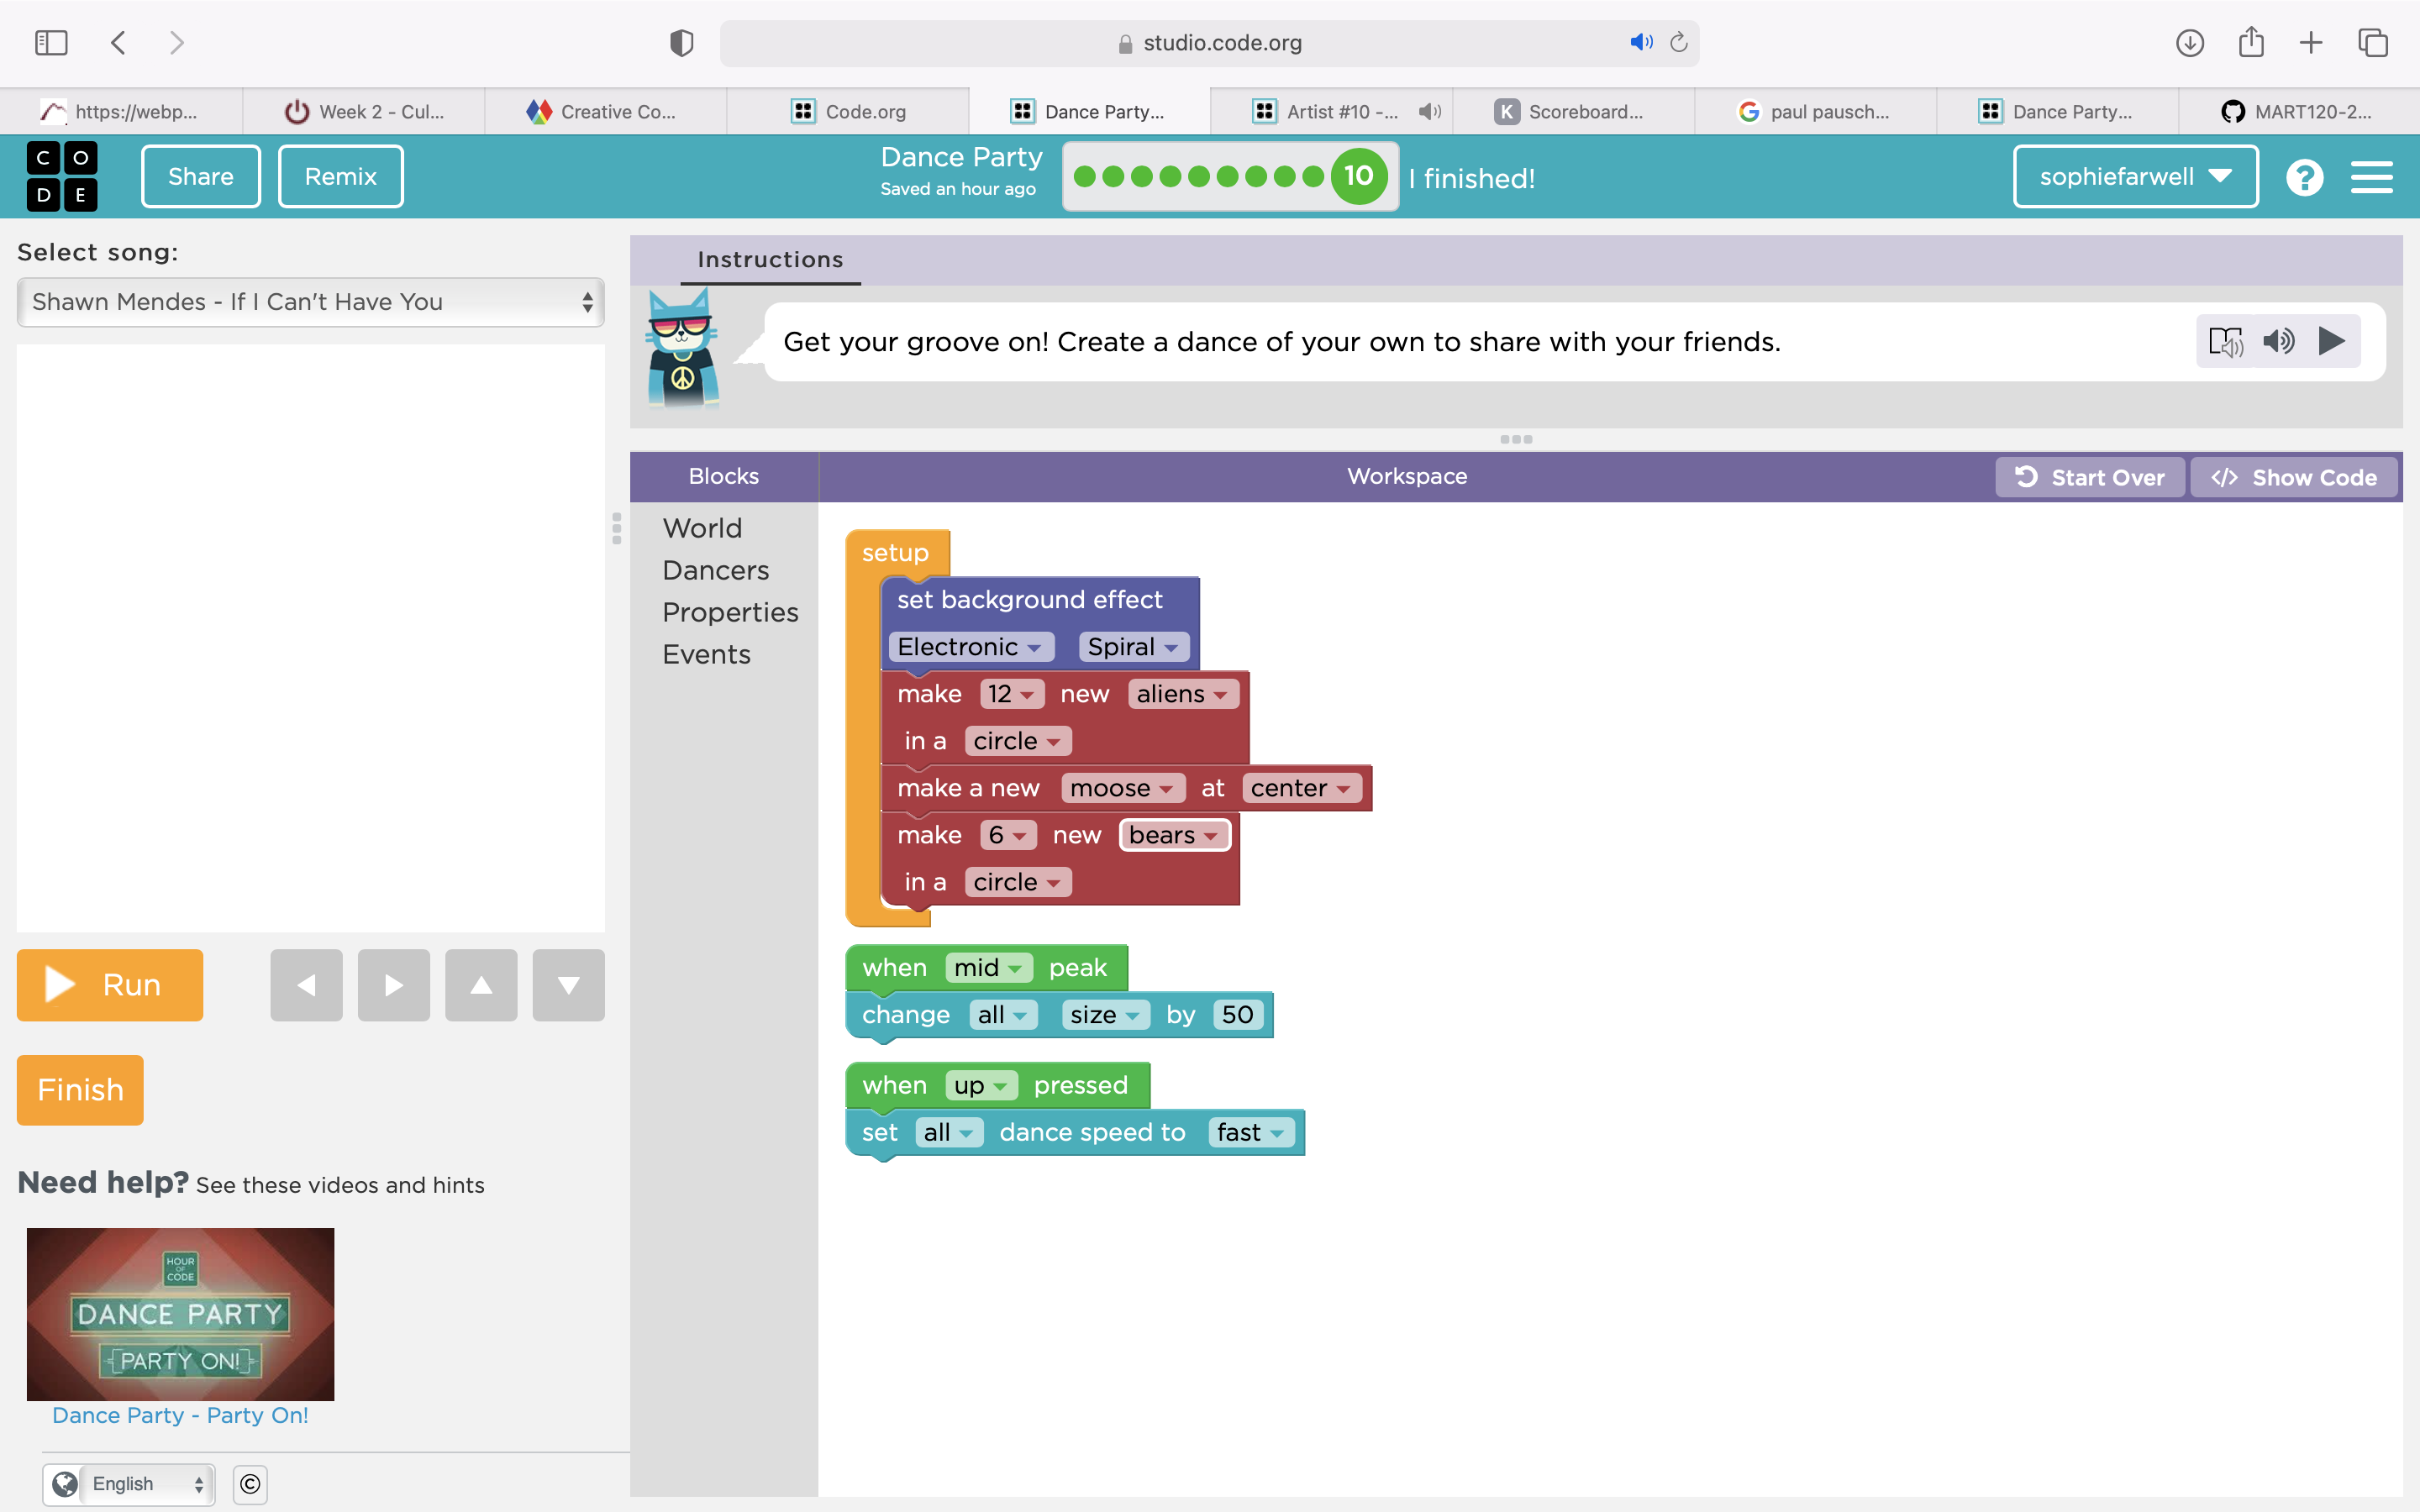 studio.code.org
https://webp...
Week 2 - Cul...
Creative Co...
Code.org
Dance Party...
Artist #10 -...
K Scoreboard...
G paul pausch...
Dance Party...
MART120-2...
C O
D E
Share
Remix
Dance Party
Saved an hour ago
10
I finished!
sophiefarwell
?
Select song:
Shawn Mendes - If I Can't Have You
Instructions
Get your groove on! Create a dance of your own to share with your friends.
Blocks
Workspace
Start Over
</> Show Code
World
Dancers
Properties
Events
setup
set background effect
Electronic Spiral
make 12 new aliens
in a circle
make a new moose at center
make 6 new bears
in a circle
when mid peak
change all size by 50
when up pressed
set all dance speed to fast
Run
Finish
Need help? See these videos and hints
HOUR
OF
CODE
DANCE PARTY
PARTY ON!
Dance Party - Party On!
English
©